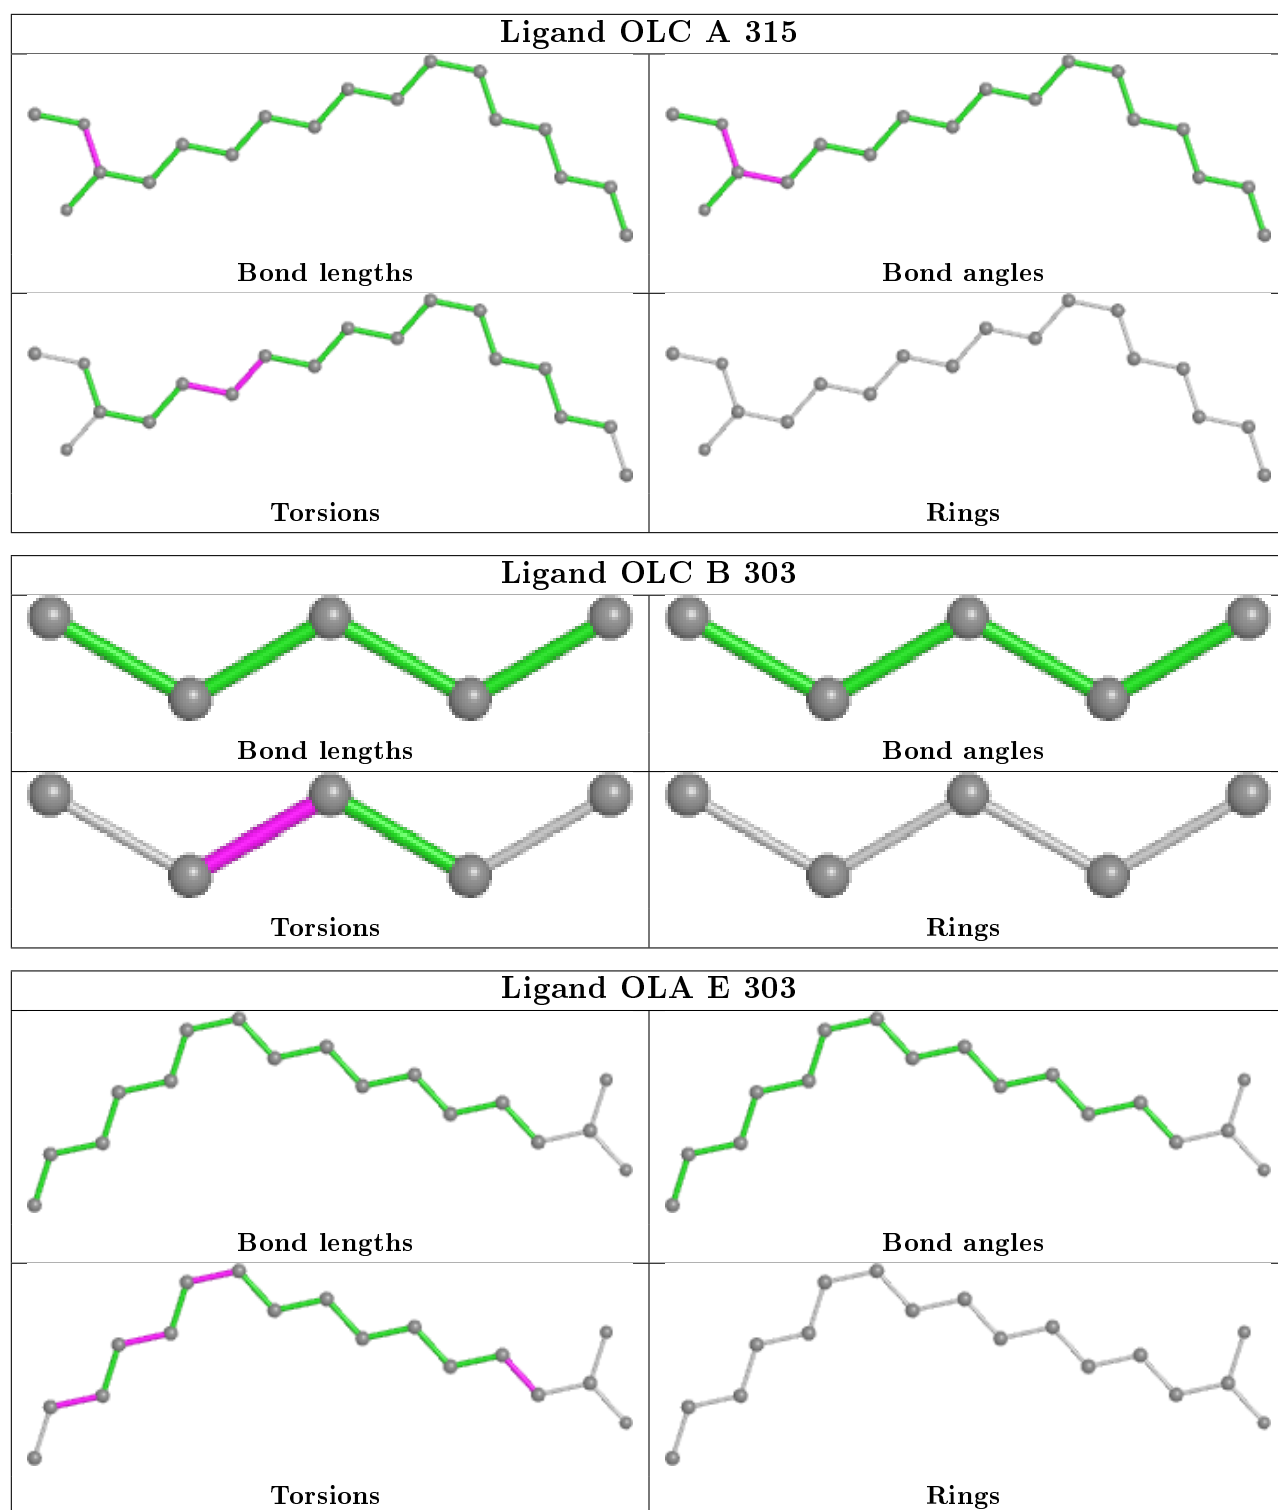 Ligand OLC A 315
Bond lengths
Bond angles
Torsions
Rings
Ligand OLC B 303
Bond lengths
Bond angles
Torsions
Rings
Ligand OLA E 303
Bond lengths
Bond angles
Torsions
Rings